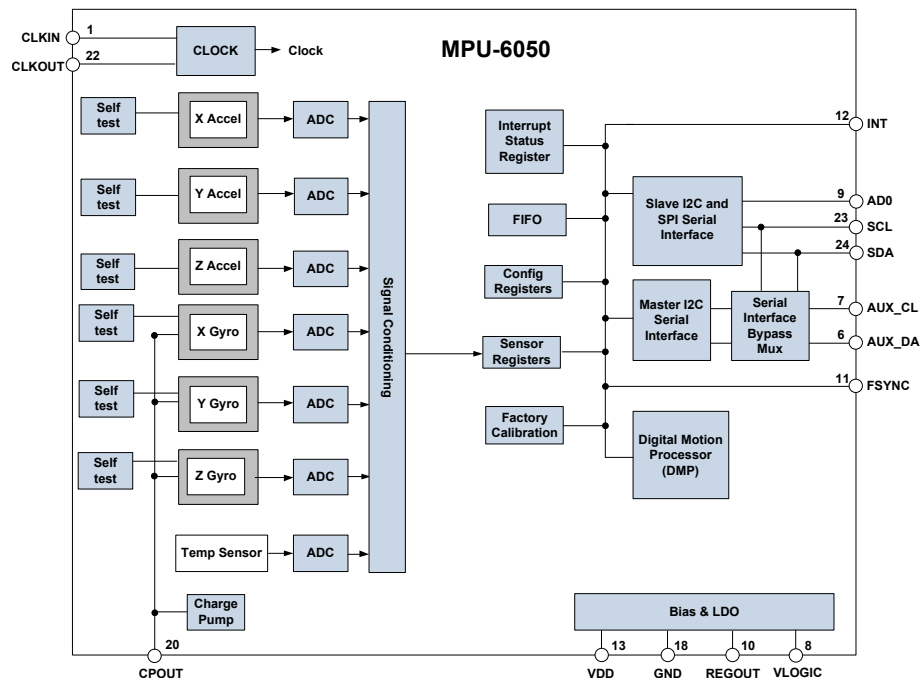 MPU-6050
CLKIN
1
CLKOUT
22
CLOCK
Clock
Self
test
X Accel
ADC
Self
test
Y Accel
ADC
Self
test
Z Accel
ADC
Self
test
X Gyro
ADC
Self
test
Y Gyro
ADC
Self
test
Z Gyro
ADC
Temp Sensor
ADC
Charge
Pump
20
CPOUT
Signal Conditioning
Interrupt
Status
Register
FIFO
Config
Registers
Sensor
Registers
Factory
Calibration
Slave I2C and
SPI Serial
Interface
Master I2C
Serial
Interface
Serial
Interface
Bypass
Mux
Digital Motion
Processor
(DMP)
12
INT
9
AD0
23
SCL
24
SDA
7
AUX_CL
6
AUX_DA
11
FSYNC
Bias & LDO
13
VDD
18
GND
10
REGOUT
8
VLOGIC